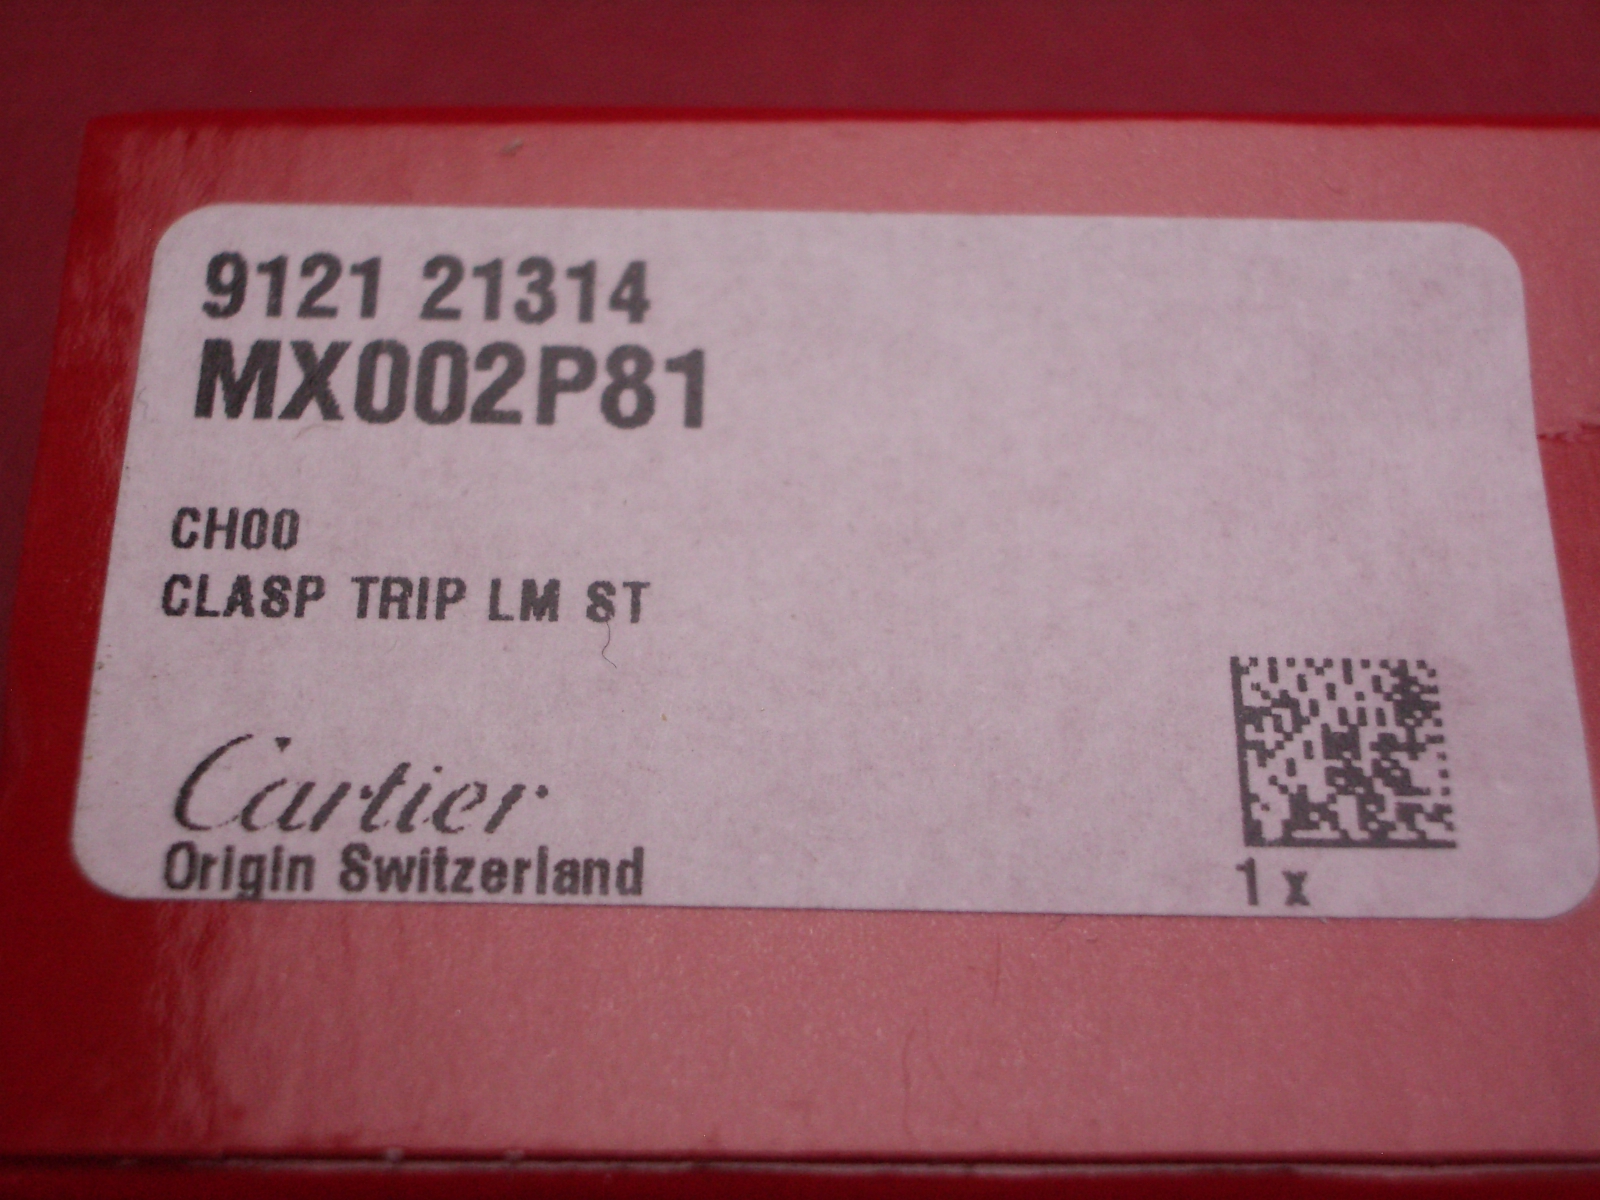 9121 21314
MX002P81
CH00
CLASP TRIP LM ST
Cartier
Origin Switzerland
1 x